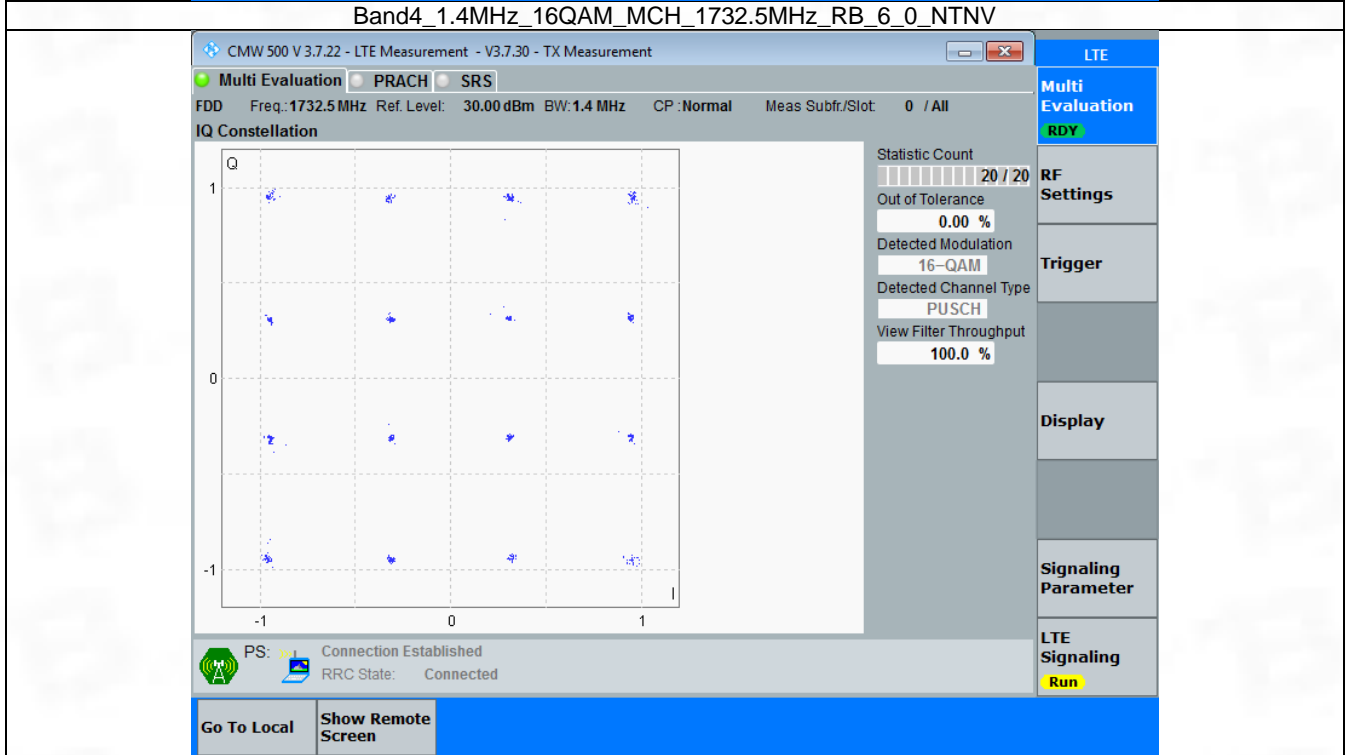 Band4_1.4MHz_16QAM_MCH_1732.5MHz_RB_6_0_NTNV
CMW 500 V 3.7.22 - LTE Measurement - V3.7.30 - TX Measurement
LTE
Multi Evaluation PRACH SRS
Multi
Evaluation
RDY
FDD Freq.:1732.5 MHz Ref. Level: 30.00 dBm BW:1.4 MHz CP :Normal Meas Subfr./Slot: 0 / All
IQ Constellation
Q
1
0
-1
-1 0 1
I
Statistic Count
20 / 20
Out of Tolerance
0.00 %
Detected Modulation
16-QAM
Detected Channel Type
PUSCH
View Filter Throughput
100.0 %
RF
Settings
Trigger
Display
Signaling
Parameter
LTE
Signaling
Run
PS: Connection Established
RRC State: Connected
Go To Local
Show Remote
Screen